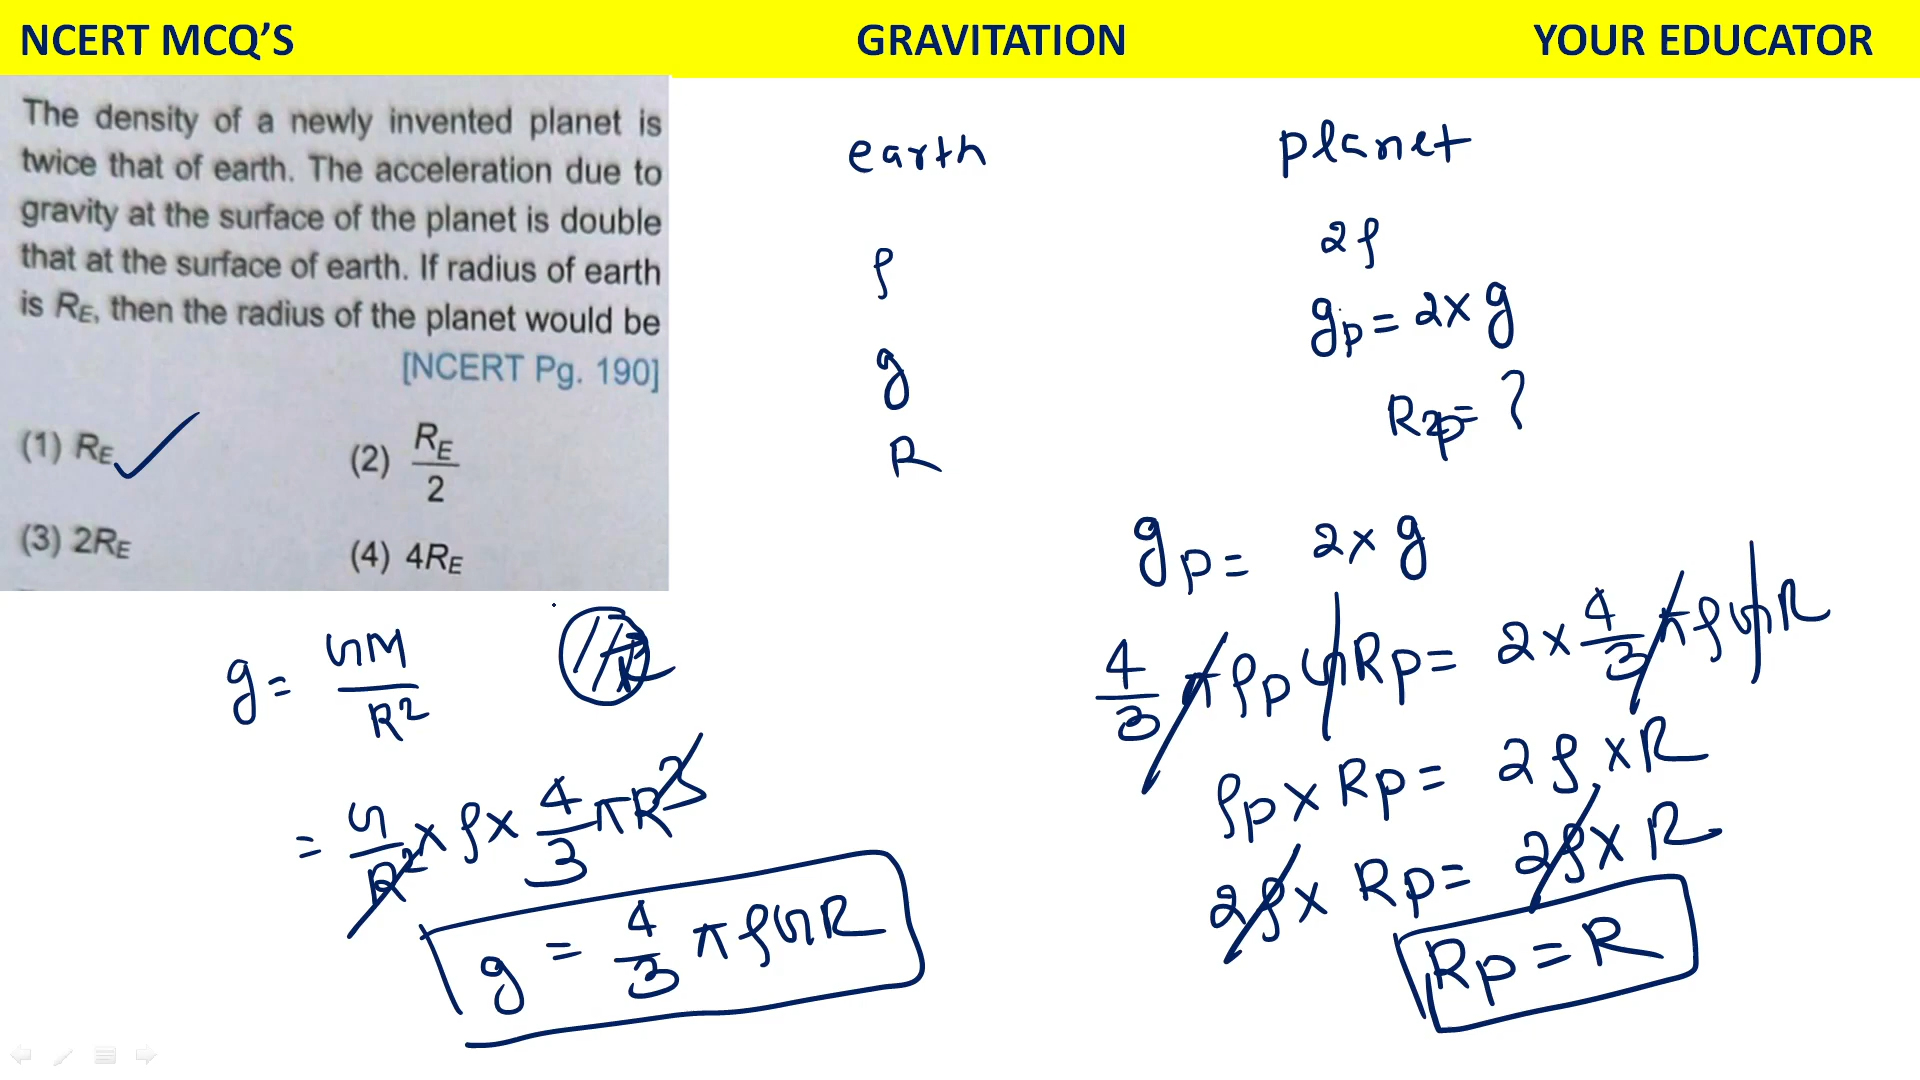 NCERT MCQ'S GRAVITATION YOUR EDUCATOR
The density of a newly invented planet is
twice that of earth. The acceleration due to
gravity at the surface of the planet is double
that at the surface of earth. If radius of earth
is R_E, then the radius of the planet would be
[NCERT Pg. 190]
(1) R_E ✓ (2) R_E/2
(3) 2R_E (4) 4R_E
earth planet
ρ 2ρ
g g_p = 2 × g
R R_p = ?
g = GM/R²
= G/R² × ρ × 4/3 πR³
g = 4/3 πρGR
g_p = 2 × g
4/3 πρ_p G R_p = 2 × 4/3 πρGR
ρ_p × R_p = 2ρ × R
2ρ × R_p = 2ρ × R
R_p = R